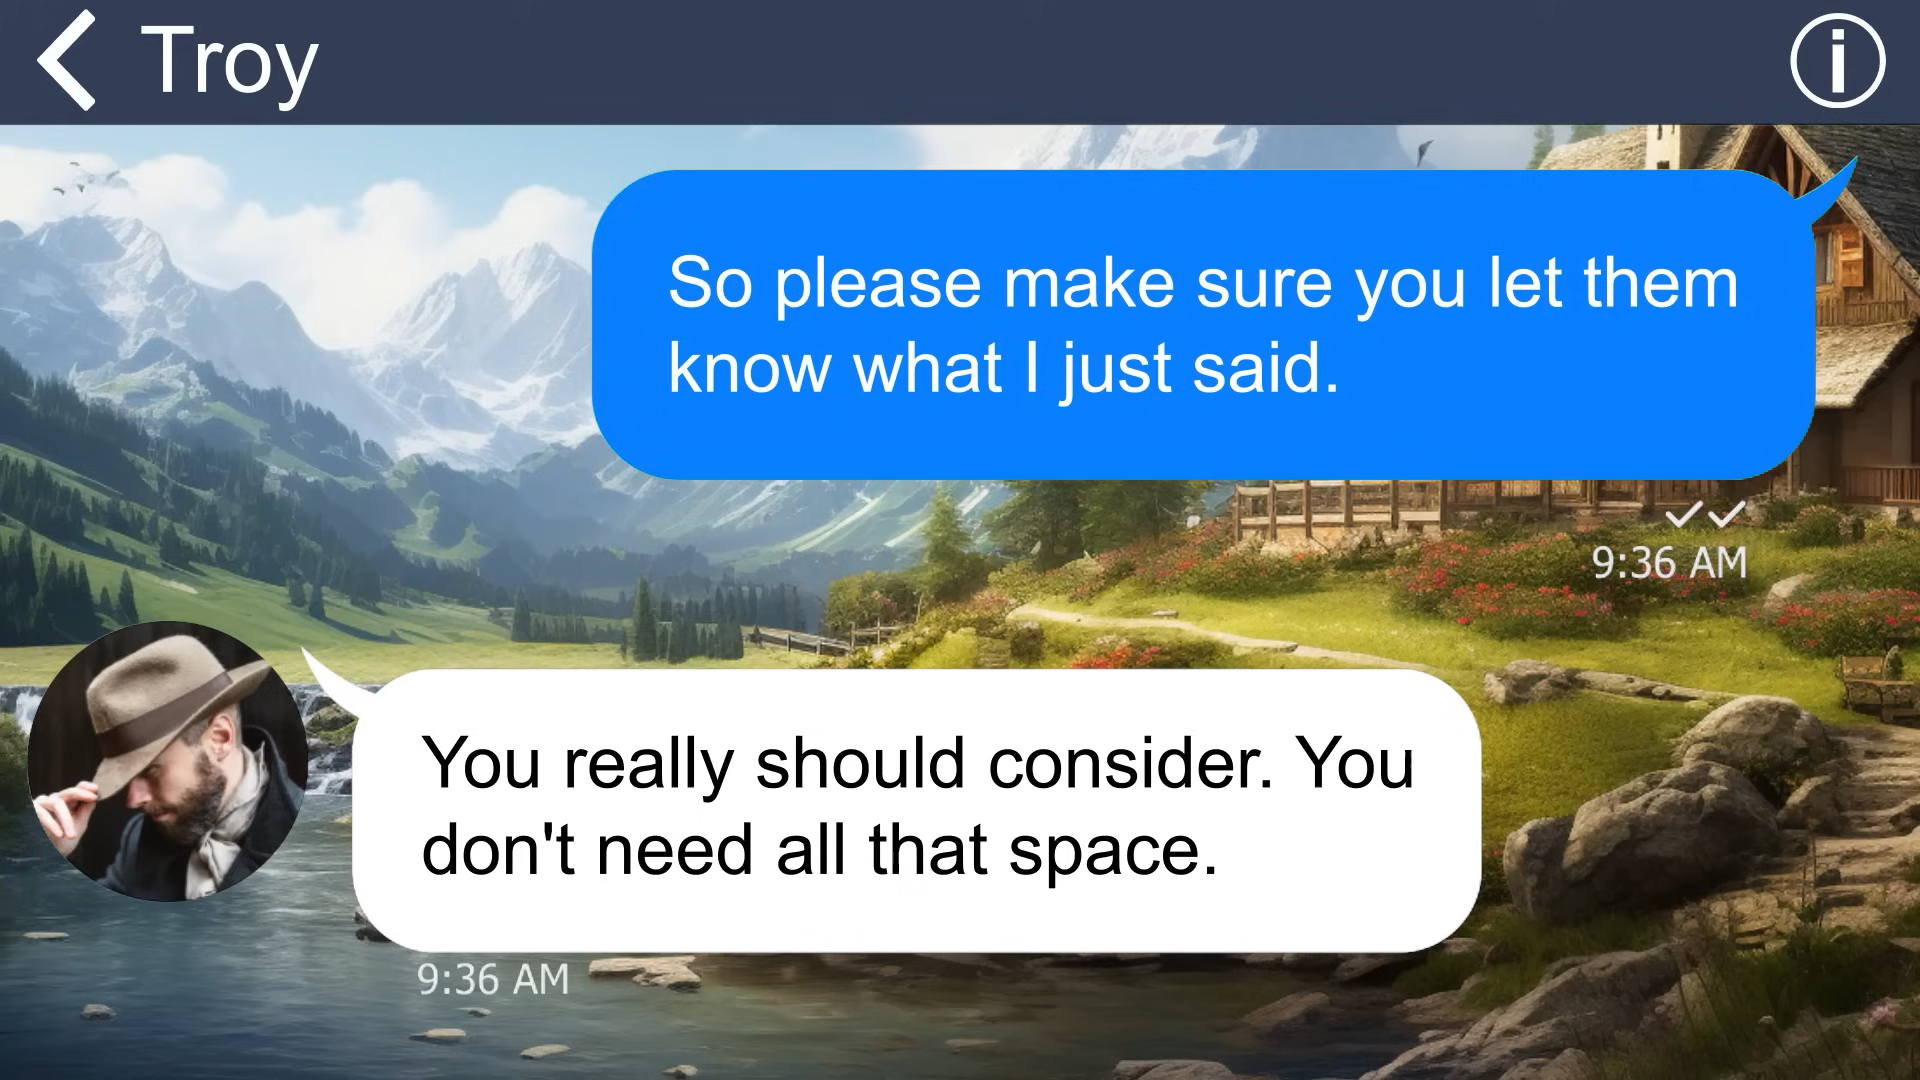 Troy
So please make sure you let them
know what I just said.
9:36 AM
You really should consider. You
don't need all that space.
9:36 AM